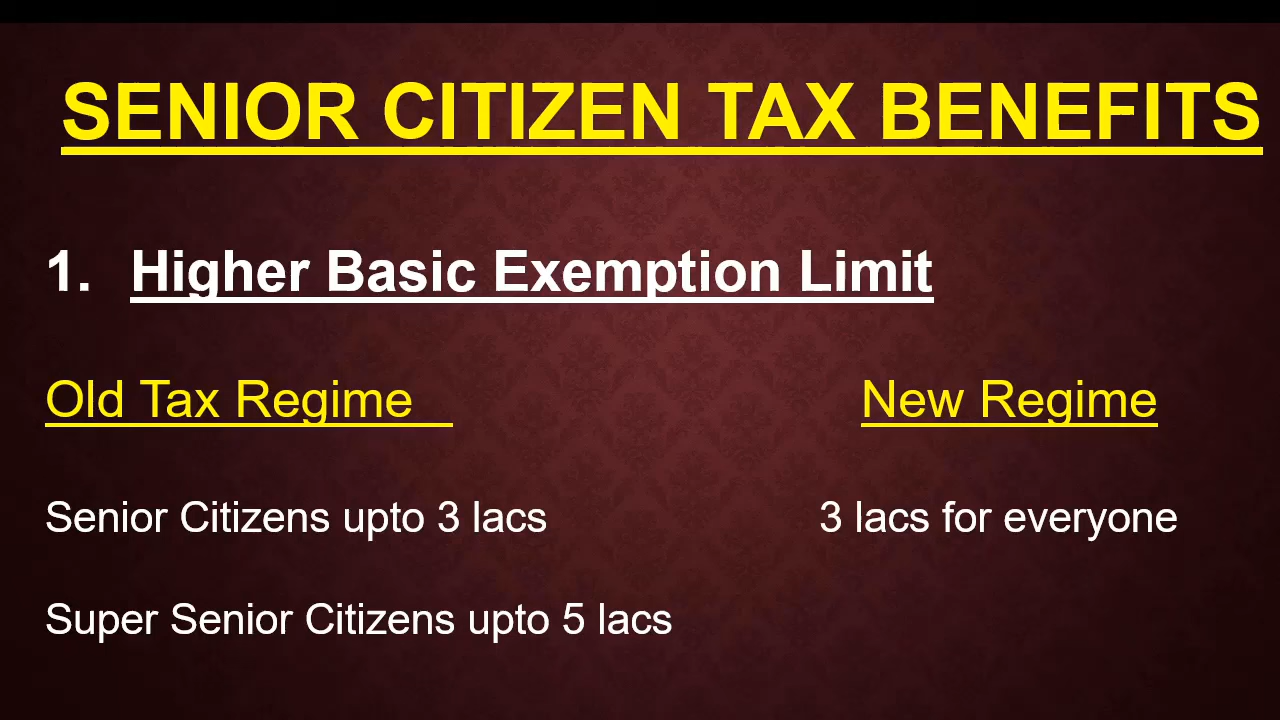 SENIOR CITIZEN TAX BENEFITS
1. Higher Basic Exemption Limit
Old Tax Regime New Regime
Senior Citizens upto 3 lacs 3 lacs for everyone
Super Senior Citizens upto 5 lacs